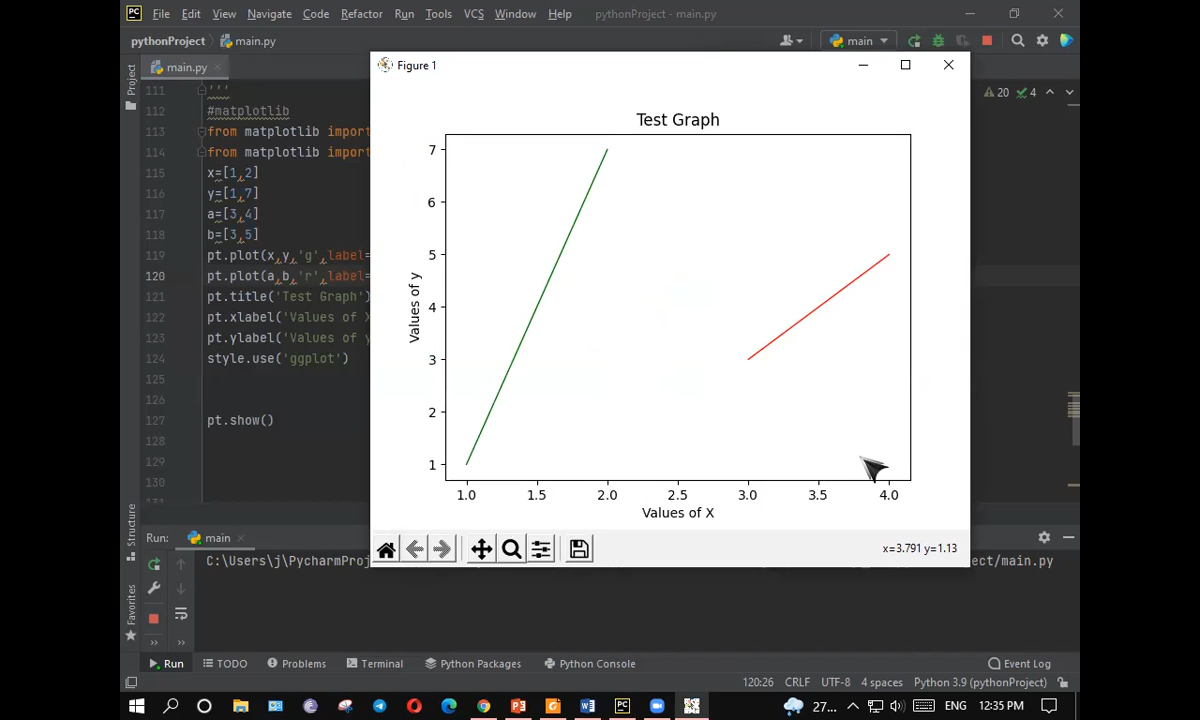 PC File Edit View Navigate Code Refactor Run Tools VCS Window Help pythonProject - main.py
pythonProject main.py main
Project main.py
Figure 1
20 4
111 '''
112 #matplotlib
113 from matplotlib import
114 from matplotlib import
115 x=[1,2]
116 y=[1,7]
117 a=[3,4]
118 b=[3,5]
119 pt.plot(x,y,'g',label=
120 pt.plot(a,b,'r',label=
121 pt.title('Test Graph')
122 pt.xlabel('Values of X
123 pt.ylabel('Values of y
124 style.use('ggplot')
125
126
127 pt.show()
128
129
130
131
Test Graph
7
6
5
4
3
2
1
Values of y
1.0 1.5 2.0 2.5 3.0 3.5 4.0
Values of X
x=3.791 y=1.13
Structure
Favorites
Run: main
C:\Users\j\PycharmProj
ect/main.py
Run TODO Problems Terminal Python Packages Python Console Event Log
120:26 CRLF UTF-8 4 spaces Python 3.9 (pythonProject)
27... ENG 12:35 PM